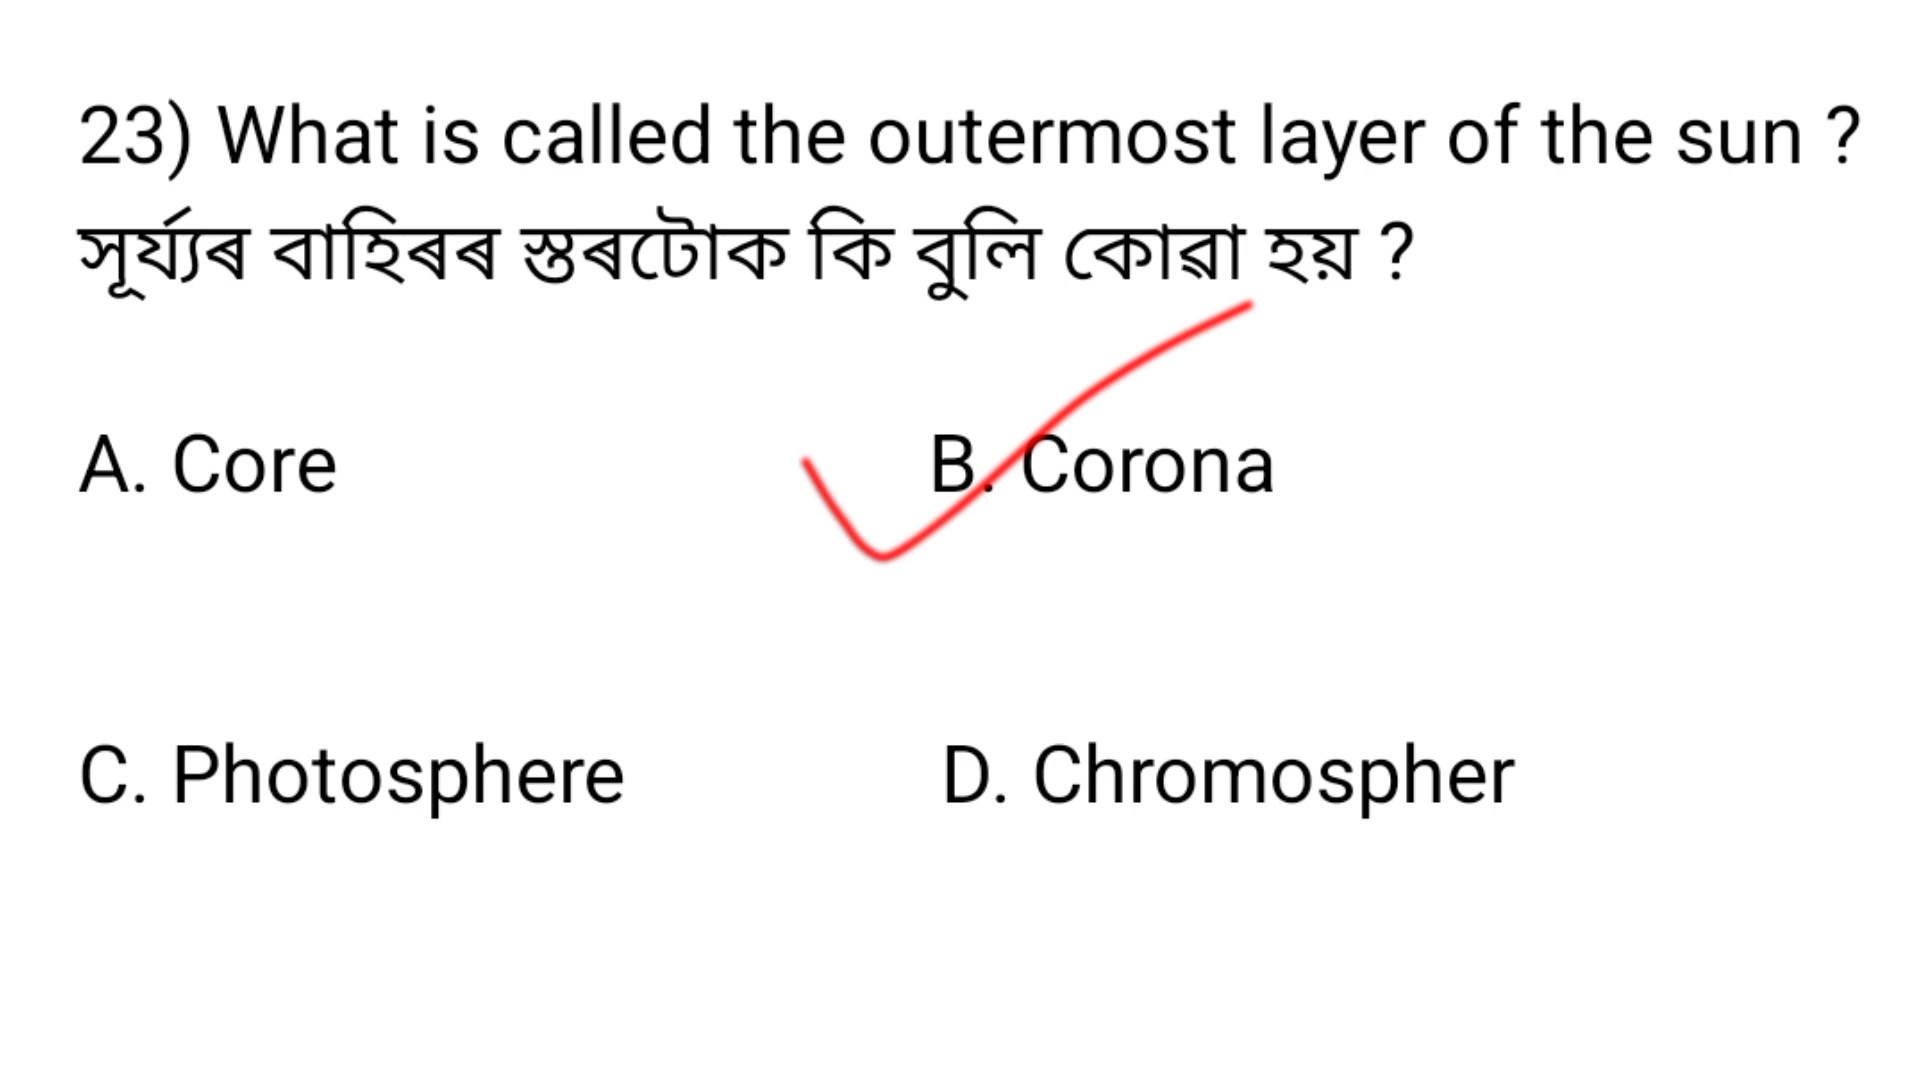 23) What is called the outermost layer of the sun ?
সূৰ্য্যৰ বাহিৰৰ স্তৰটোক কি বুলি কোৱা হয় ?
A. Core B. Corona
C. Photosphere D. Chromospher